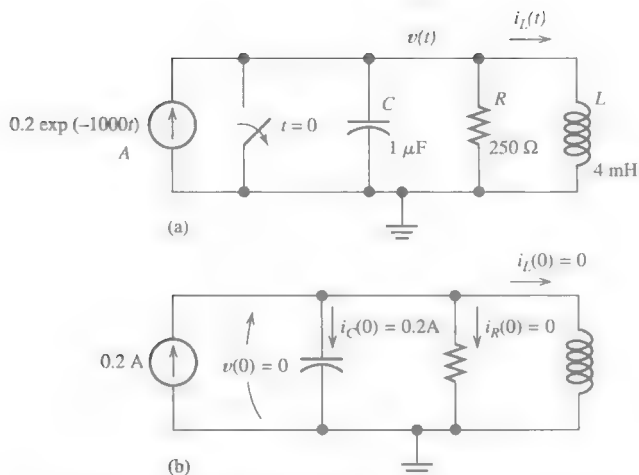 i_L(t)
v(t)
0.2 exp (−1000t)
A
t = 0
C
1 μF
R
250 Ω
L
4 mH
(a)
i_L(0) = 0
0.2 A
v(0) = 0
i_C(0) = 0.2A
i_R(0) = 0
(b)